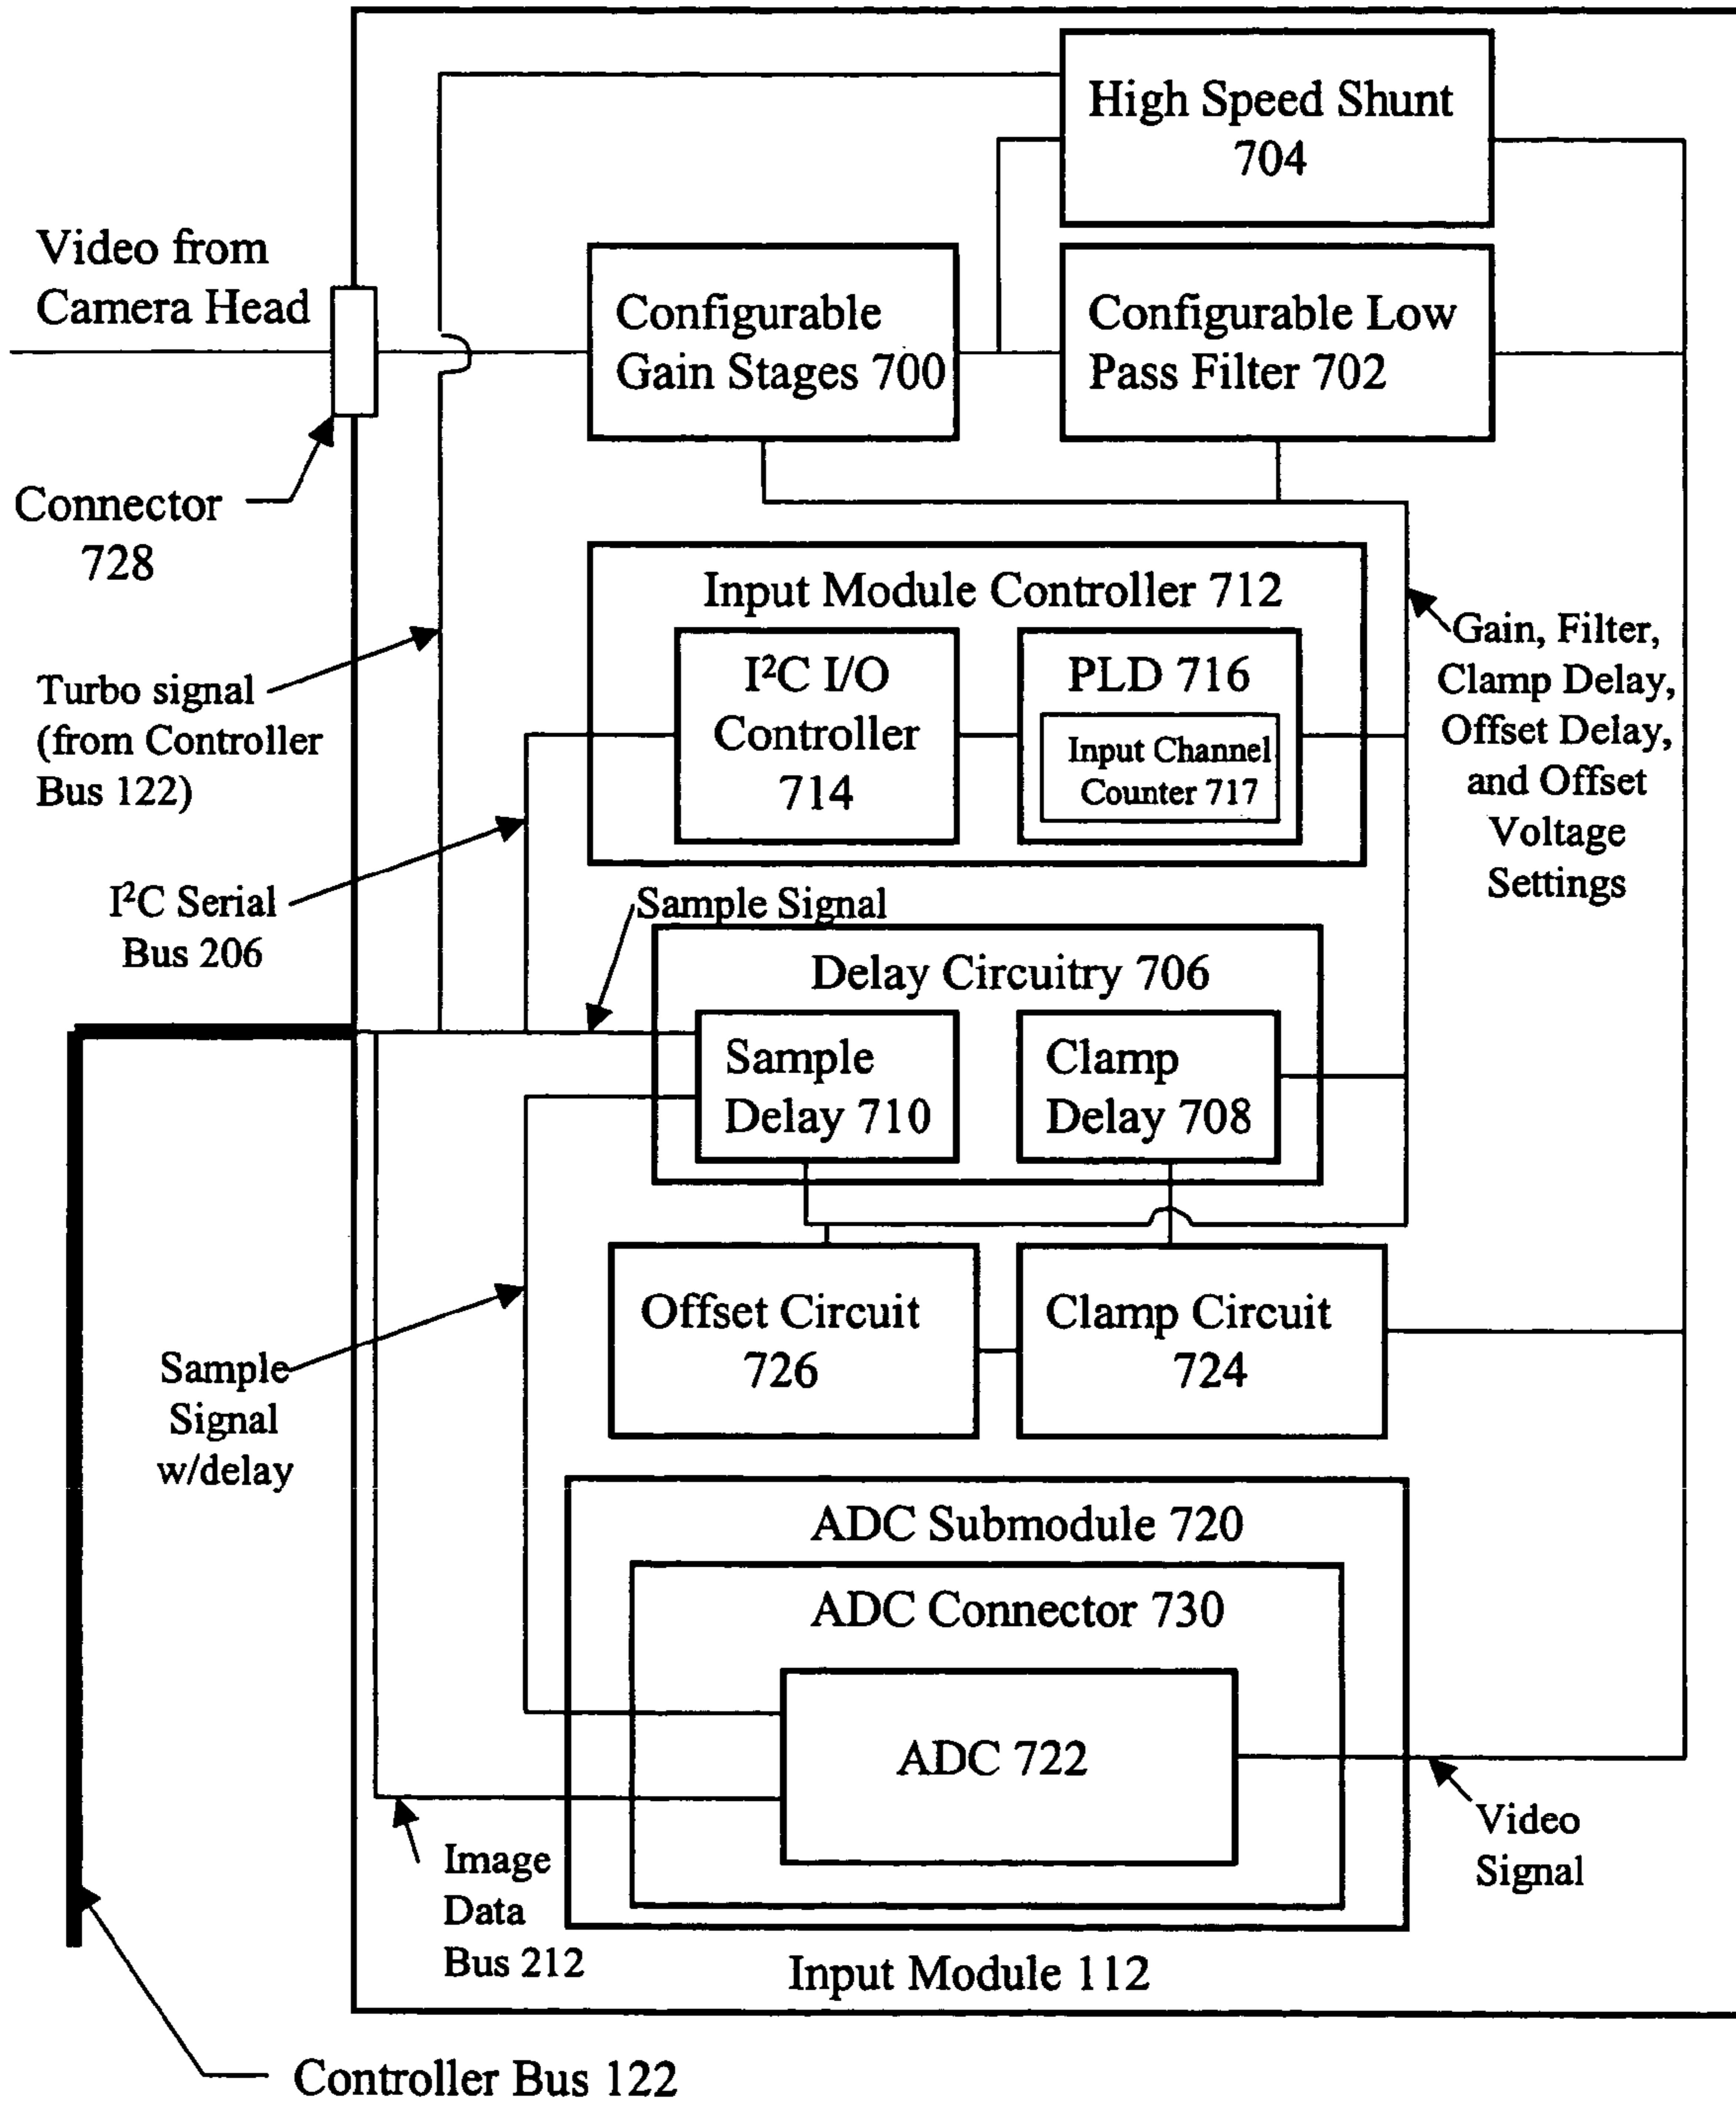 High Speed Shunt
704
Video from
Camera Head
Configurable
Gain Stages 700
Configurable Low
Pass Filter 702
Connector
728
Input Module Controller 712
I²C I/O
Controller
714
PLD 716
Input Channel
Counter 717
Gain, Filter,
Clamp Delay,
Offset Delay,
and Offset
Voltage
Settings
Turbo signal
(from Controller
Bus 122)
I²C Serial
Bus 206
Sample Signal
Delay Circuitry 706
Sample
Delay 710
Clamp
Delay 708
Offset Circuit
726
Clamp Circuit
724
Sample
Signal
w/delay
ADC Submodule 720
ADC Connector 730
ADC 722
Video
Signal
Image
Data
Bus 212
Input Module 112
Controller Bus 122